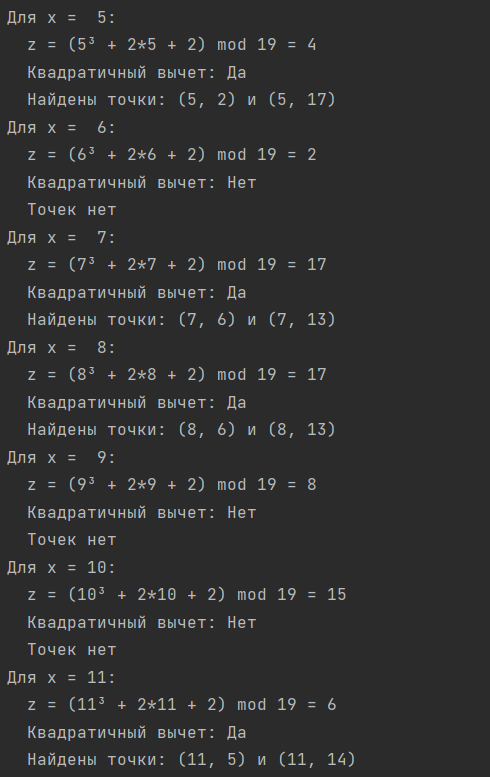 Для x =  5:
  z = (5³ + 2*5 + 2) mod 19 = 4
  Квадратичный вычет: Да
  Найдены точки: (5, 2) и (5, 17)
Для x =  6:
  z = (6³ + 2*6 + 2) mod 19 = 2
  Квадратичный вычет: Нет
  Точек нет
Для x =  7:
  z = (7³ + 2*7 + 2) mod 19 = 17
  Квадратичный вычет: Да
  Найдены точки: (7, 6) и (7, 13)
Для x =  8:
  z = (8³ + 2*8 + 2) mod 19 = 17
  Квадратичный вычет: Да
  Найдены точки: (8, 6) и (8, 13)
Для x =  9:
  z = (9³ + 2*9 + 2) mod 19 = 8
  Квадратичный вычет: Нет
  Точек нет
Для x = 10:
  z = (10³ + 2*10 + 2) mod 19 = 15
  Квадратичный вычет: Нет
  Точек нет
Для x = 11:
  z = (11³ + 2*11 + 2) mod 19 = 6
  Квадратичный вычет: Да
  Найдены точки: (11, 5) и (11, 14)